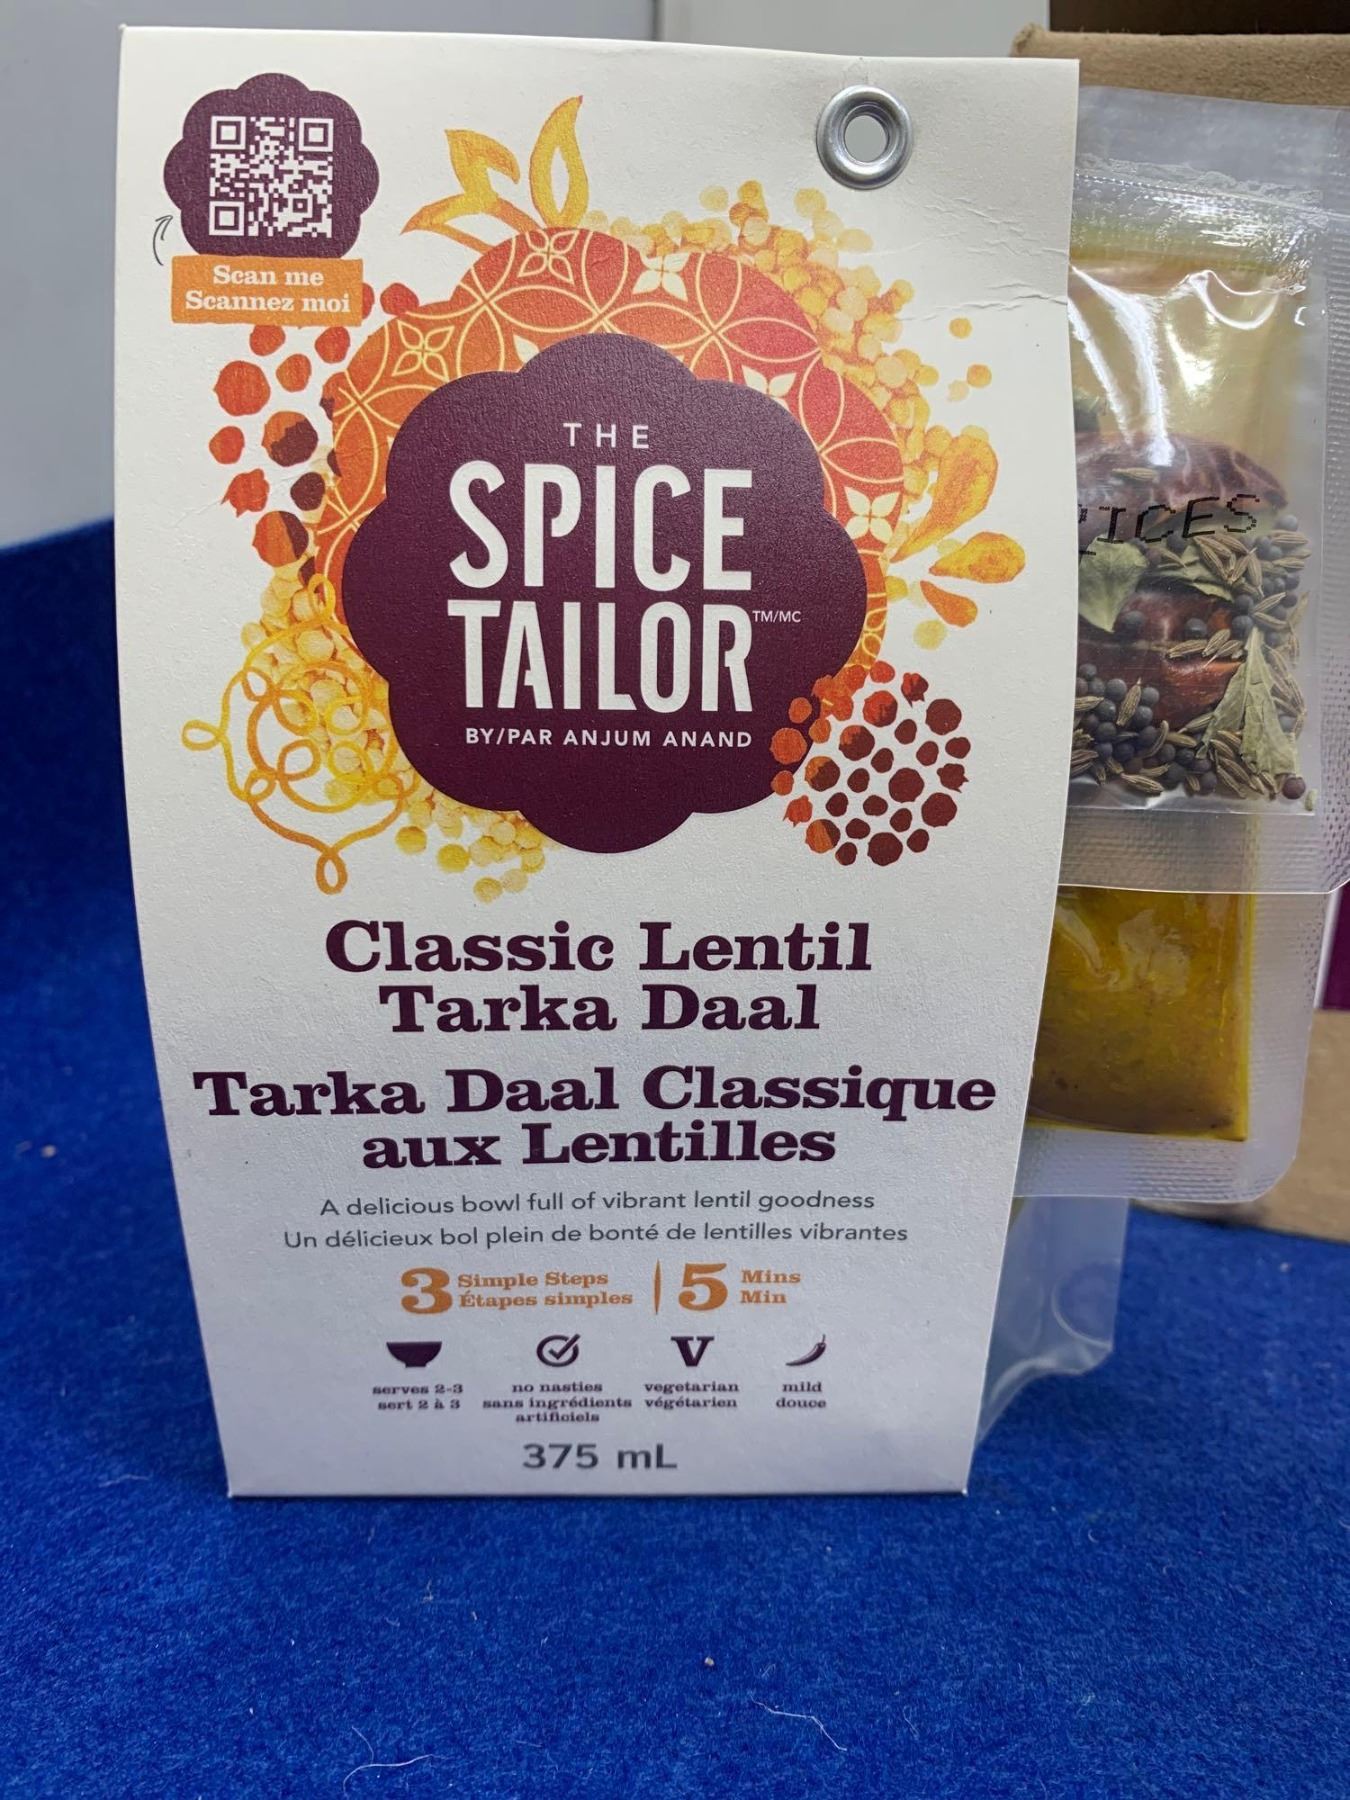 Scan me
Scannez moi
THE
SPICE
TAILOR TM/MC
BY/PAR ANJUM ANAND
ICES
Classic Lentil
Tarka Daal
Tarka Daal Classique
aux Lentilles
A delicious bowl full of vibrant lentil goodness
Un délicieux bol plein de bonté de lentilles vibrantes
3 Simple Steps
Étapes simples
5 Mins
Min
serves 2-3
sert 2 à 3
no nasties
sans ingrédients
artificiels
vegetarian
végétarien
mild
douce
375 mL